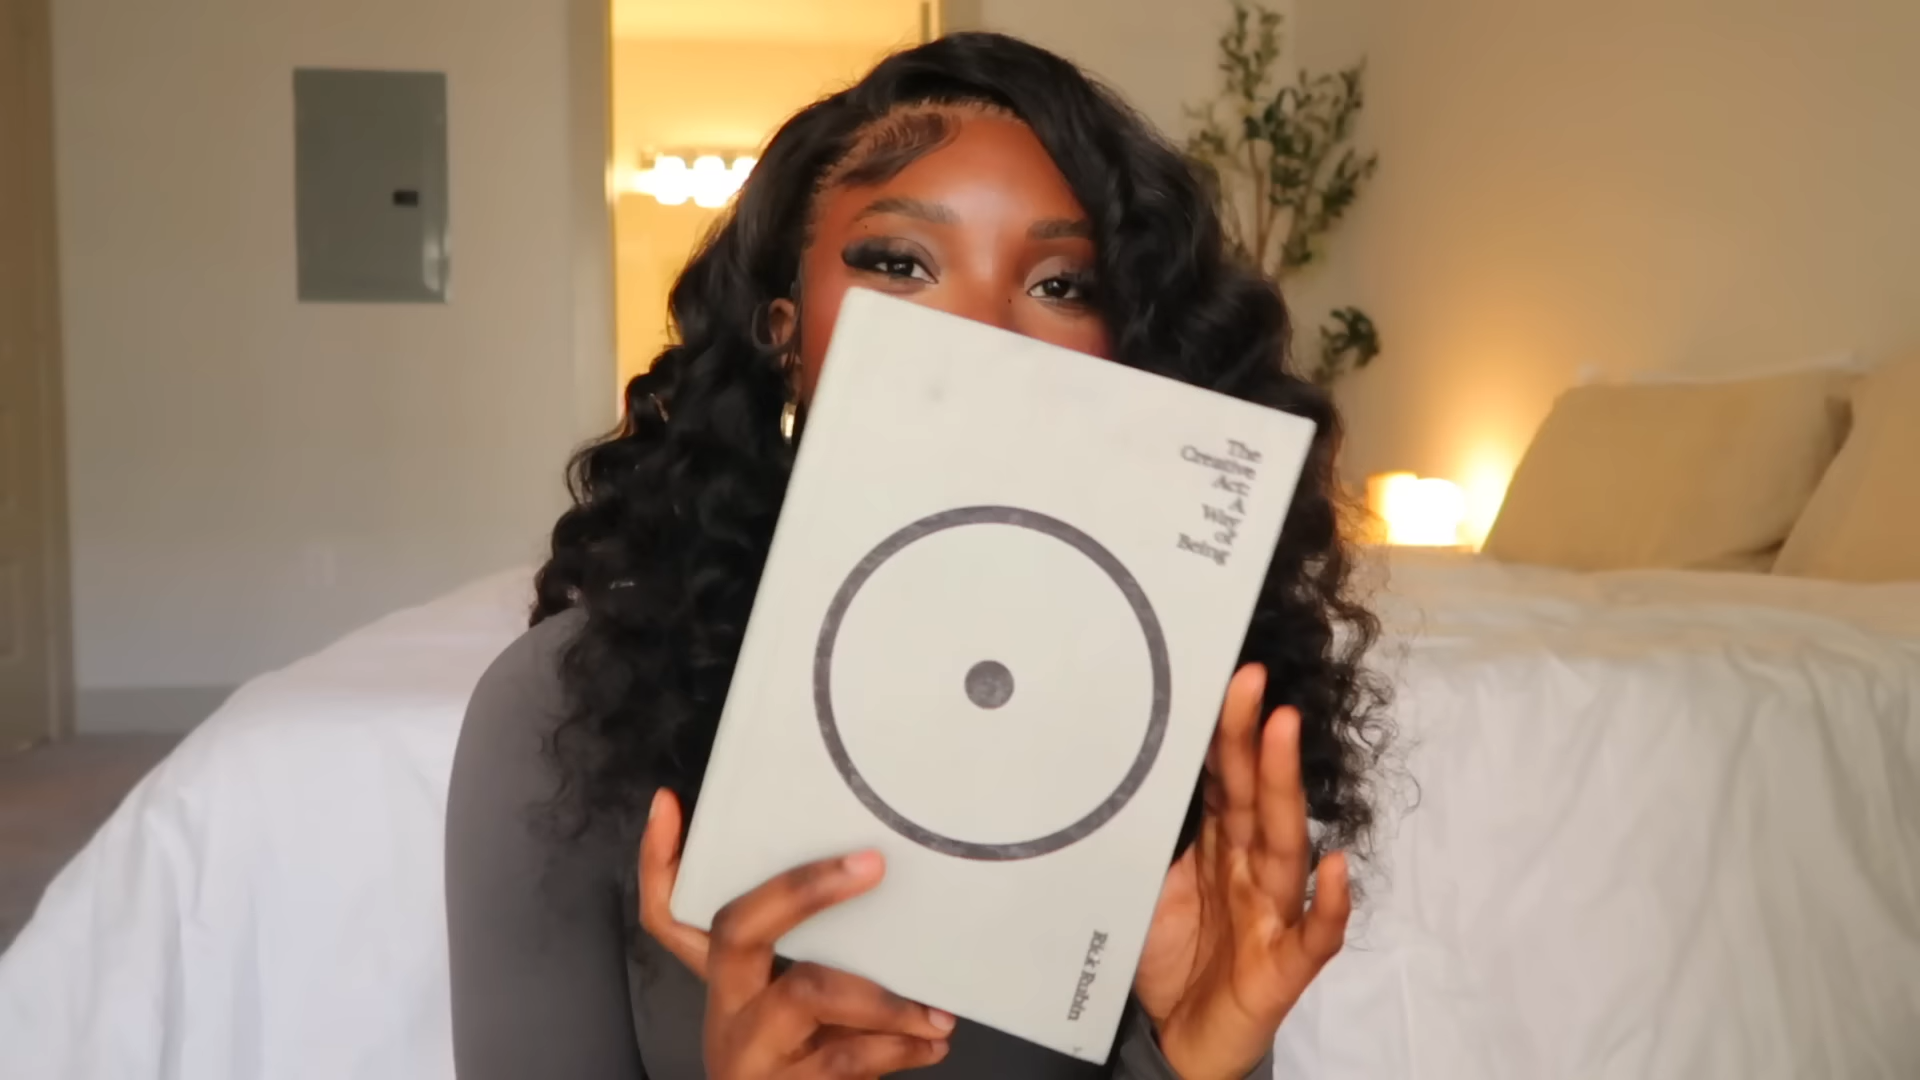 The
Creative
Act: A
Way
of
Being
Rick Rubin